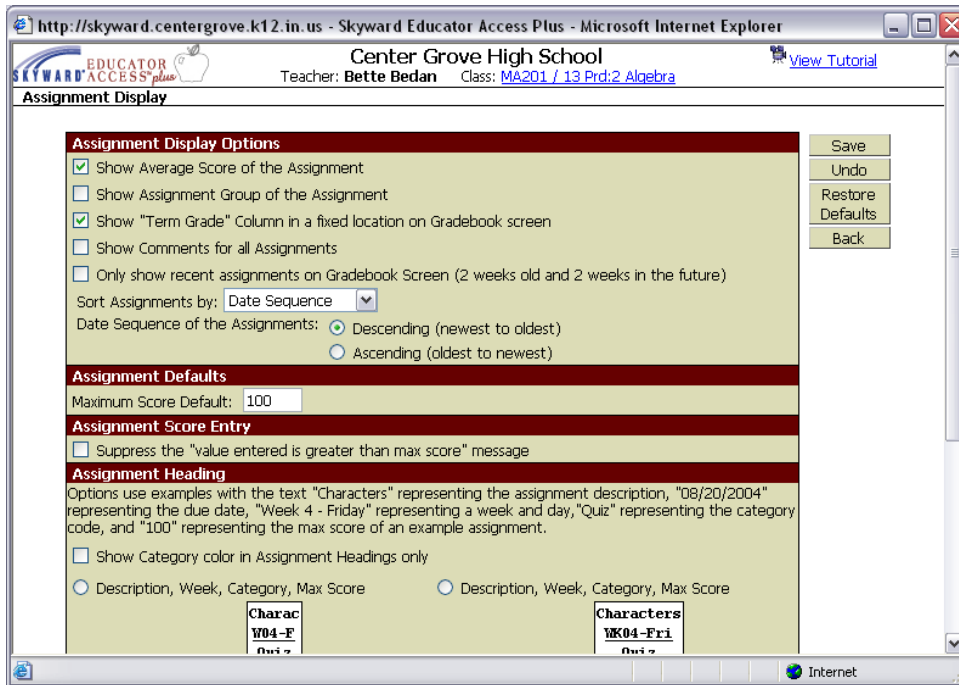 http://skyward.centergrove.k12.in.us - Skyward Educator Access Plus - Microsoft Internet Explorer
EDUCATOR
SKYWARD ACCESS plus
Center Grove High School
Teacher: Bette Bedan Class: MA201 / 13 Prd:2 Algebra
View Tutorial
Assignment Display
Assignment Display Options
Show Average Score of the Assignment
Show Assignment Group of the Assignment
Show "Term Grade" Column in a fixed location on Gradebook screen
Show Comments for all Assignments
Only show recent assignments on Gradebook Screen (2 weeks old and 2 weeks in the future)
Sort Assignments by: Date Sequence
Date Sequence of the Assignments: Descending (newest to oldest)
Ascending (oldest to newest)
Save
Undo
Restore
Defaults
Back
Assignment Defaults
Maximum Score Default: 100
Assignment Score Entry
Suppress the "value entered is greater than max score" message
Assignment Heading
Options use examples with the text "Characters" representing the assignment description, "08/20/2004"
representing the due date, "Week 4 - Friday" representing a week and day,"Quiz" representing the category
code, and "100" representing the max score of an example assignment.
Show Category color in Assignment Headings only
Description, Week, Category, Max Score Description, Week, Category, Max Score
Charac Characters
W04-F WK04-Fri
Quiz Quiz
Internet